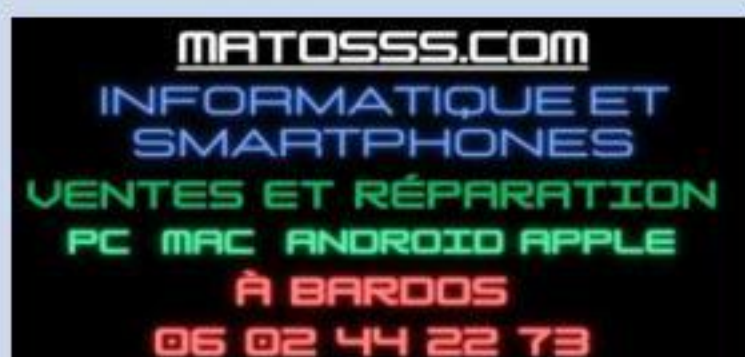 MATOSSS.COM
INFORMATIQUE ET
SMARTPHONES
VENTES ET RÉPARATION
PC MAC ANDROID APPLE
À BARDOS
06 02 44 22 73